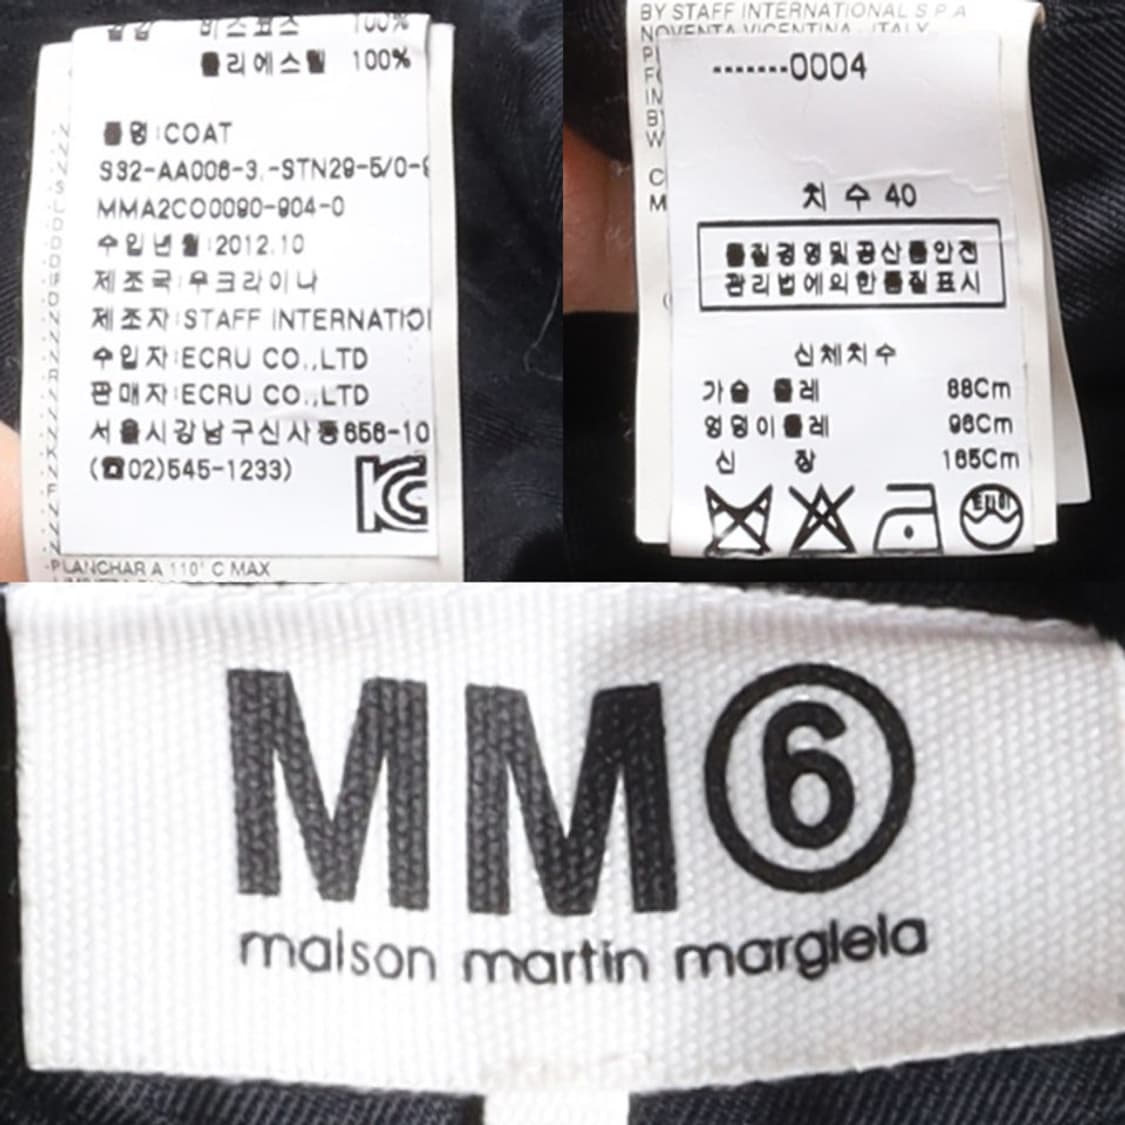 비스코스 100%
폴리에스텔 100%
품명:COAT
S32-AA006-3.-STN29-5/0-
MMA2CO0090-904-0
수입년월:2012.10
제조국:우크라이나
제조자:STAFF INTERNATIO
수입자:ECRU CO.,LTD
판매자:ECRU CO.,LTD
서울시강남구신사동656-10
(☎02)545-1233)
KC
-PLANCHAR A 110° C MAX
BY STAFF INTERNATIONAL S.P.A
NOVENTA VICENTINA - ITALY
-------0004
치수 40
품질경영및공산품안전
관리법에의한품질표시
신체치수
가슴 둘레 88Cm
엉덩이둘레 96Cm
신 장 165Cm
드라이
MM⑥
maison martin margiela